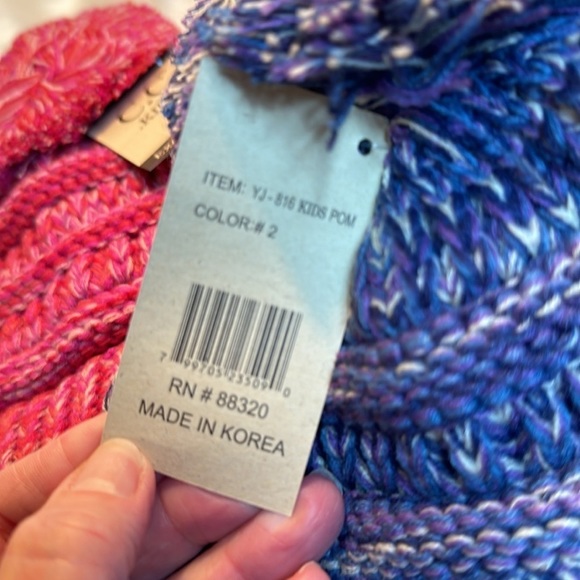 ITEM: YJ-816 KIDS POM
COLOR:# 2
7 99705 23509 0
RN # 88320
MADE IN KOREA